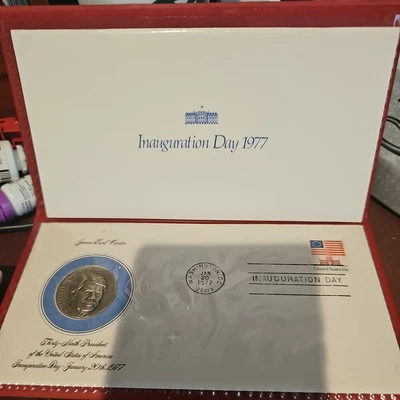 Inauguration Day 1977
James Earl Carter
WASHINGTON, DC
JAN
20
1977
INAUGURATION DAY
Thirty-Ninth President
of the United States of America
Inauguration Day January 20th, 1977